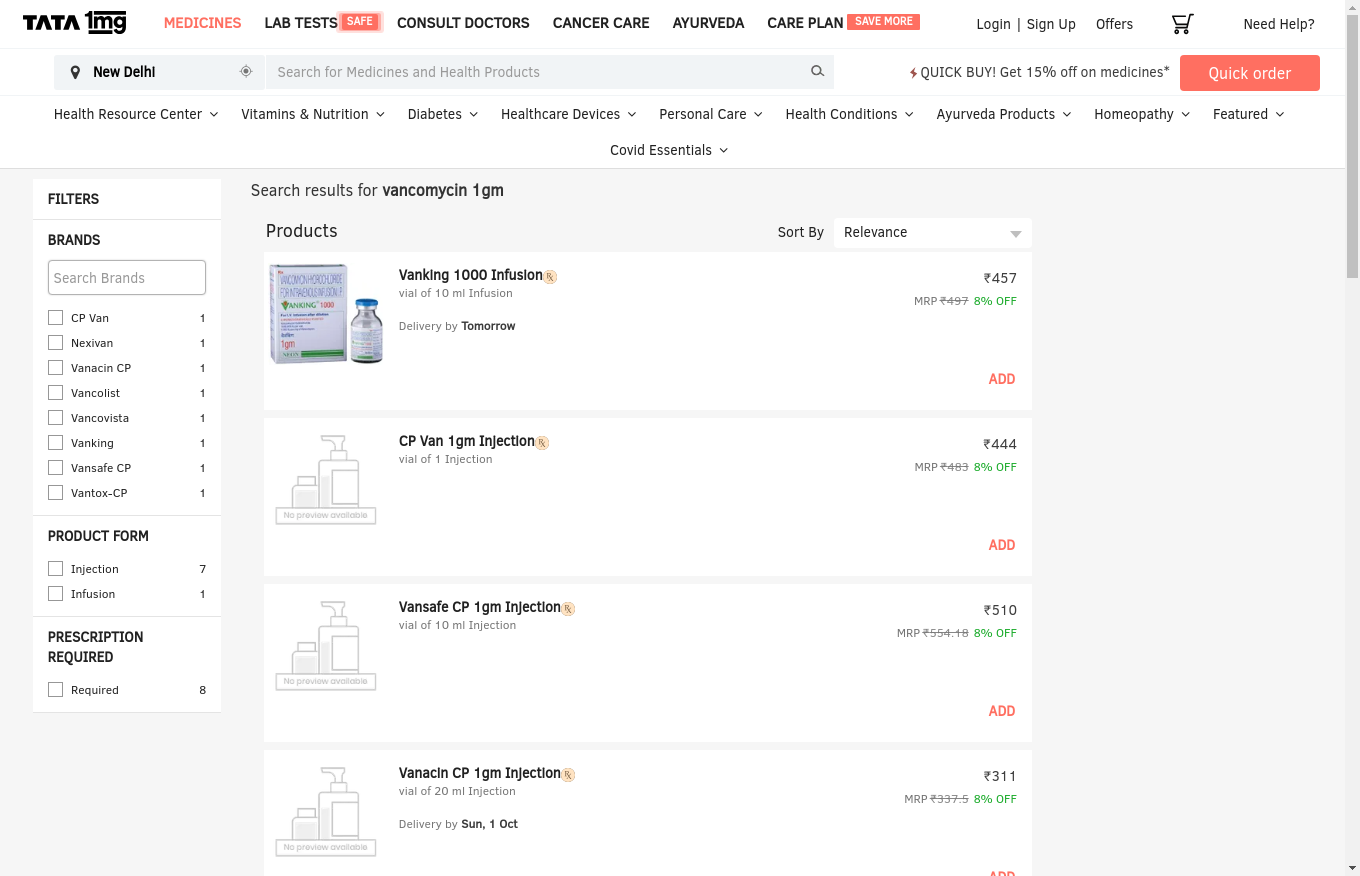 TATA 1mg
MEDICINES LAB TESTS SAFE CONSULT DOCTORS CANCER CARE AYURVEDA CARE PLAN SAVE MORE Login | Sign Up Offers Need Help?
New Delhi Search for Medicines and Health Products QUICK BUY! Get 15% off on medicines* Quick order
Health Resource Center Vitamins & Nutrition Diabetes Healthcare Devices Personal Care Health Conditions Ayurveda Products Homeopathy Featured
Covid Essentials
FILTERS
BRANDS
Search Brands
CP Van 1
Nexivan 1
Vanacin CP 1
Vancolist 1
Vancovista 1
Vanking 1
Vansafe CP 1
Vantox-CP 1
PRODUCT FORM
Injection 7
Infusion 1
PRESCRIPTION
REQUIRED
Required 8
Search results for vancomycin 1gm
Products Sort By Relevance
VANCOMYCIN HYDROCHLORIDE
FOR INTRAVENOUS INFUSION I.P.
VANKING 1000
1gm
NEON
Vanking 1000 Infusion Rx ₹457
vial of 10 ml Infusion MRP ₹497 8% OFF
Delivery by Tomorrow
ADD
CP Van 1gm Injection Rx ₹444
vial of 1 Injection MRP ₹483 8% OFF
No preview available
ADD
Vansafe CP 1gm Injection Rx ₹510
vial of 10 ml Injection MRP ₹554.18 8% OFF
No preview available
ADD
Vanacin CP 1gm Injection Rx ₹311
vial of 20 ml Injection MRP ₹337.5 8% OFF
Delivery by Sun, 1 Oct
No preview available
ADD